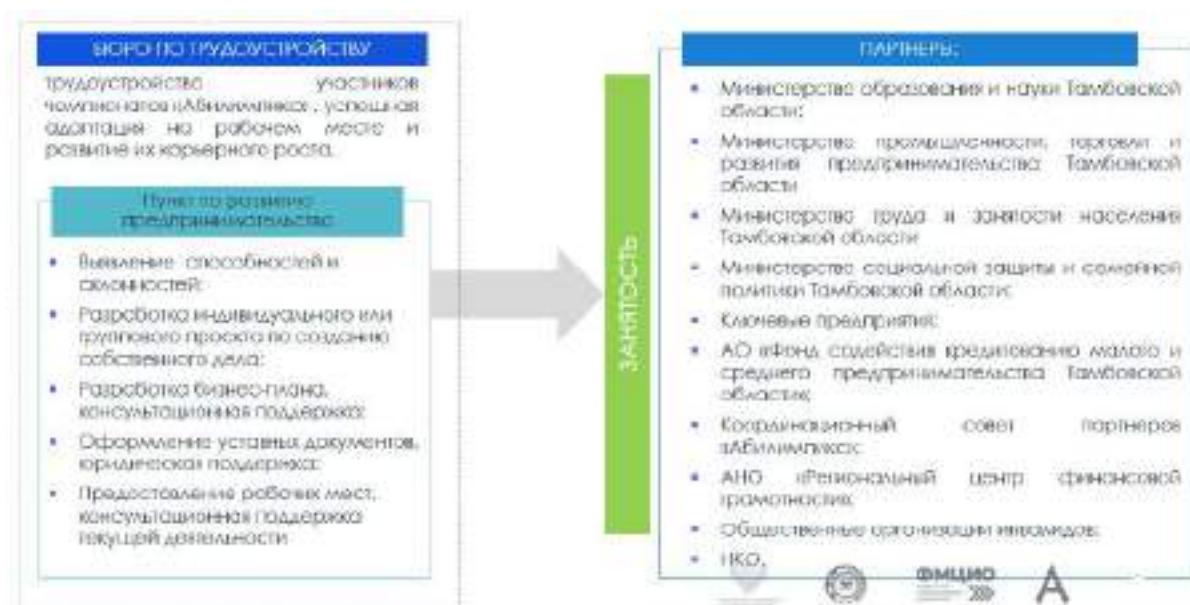 БЮРО ПО ТРУДОУСТРОЙСТВУ
трудоустройство участников
чемпионатов «Абилимпикс», успешная
адаптация на рабочем месте и
развитие их карьерного роста.
Пункт по развитию
предпринимательства
Выявление способностей и
склонностей;
Разработка индивидуального или
группового проекта по созданию
собственного дела;
Разработка бизнес-плана,
консультационная поддержка;
Оформление уставных документов,
юридическая поддержка;
Предоставление рабочих мест,
консультационная поддержка
текущей деятельности
ЗАНЯТОСТЬ
ПАРТНЕРЫ:
Министерство образования и науки Тамбовской
области;
Министерство промышленности, торговли и
развития предпринимательства Тамбовской
области
Министерство труда и занятости населения
Тамбовской области
Министерство социальной защиты и семейной
политики Тамбовской области;
Ключевые предприятия;
АО «Фонд содействия кредитованию малого и
среднего предпринимательства Тамбовской
области»;
Координационный совет партнеров
«Абилимпикс»;
АНО «Региональный центр финансовой
грамотности»;
Общественные организации инвалидов;
НКО.
ФМЦИО